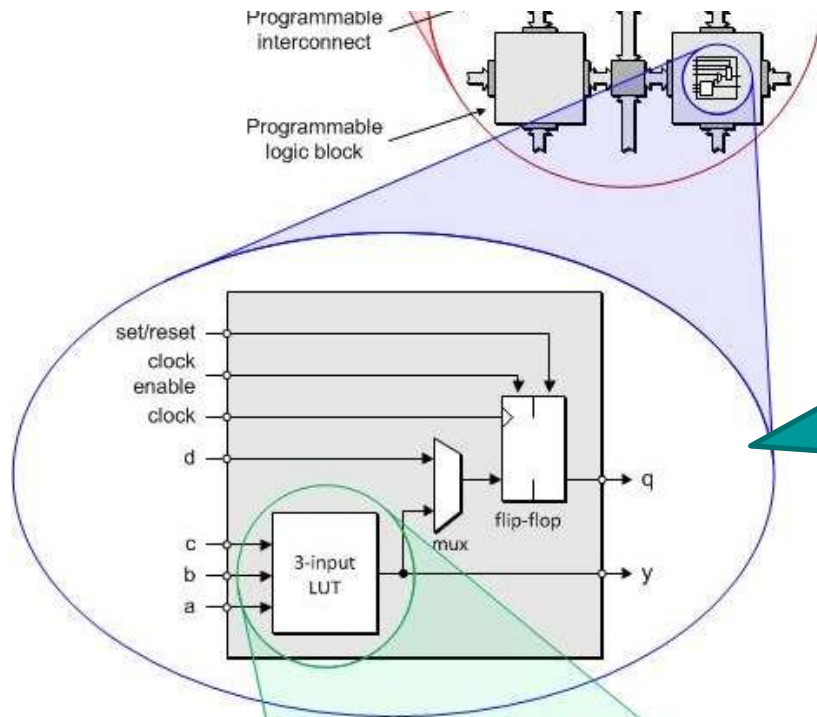 Programmable
interconnect
Programmable
logic block
set/reset
clock
enable
clock
d
q
flip-flop
mux
c
b
a
3-input
LUT
y